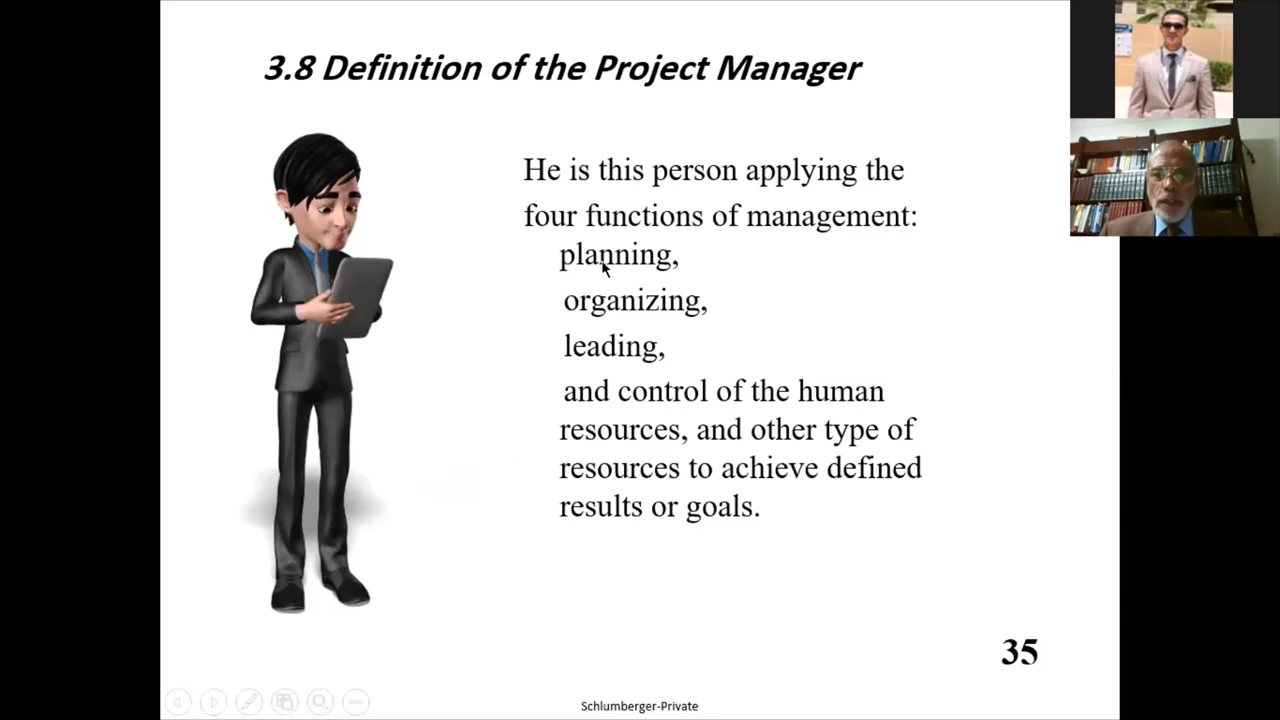 3.8 Definition of the Project Manager
He is this person applying the
four functions of management:
planning,
organizing,
leading,
and control of the human
resources, and other type of
resources to achieve defined
results or goals.
35
Schlumberger-Private